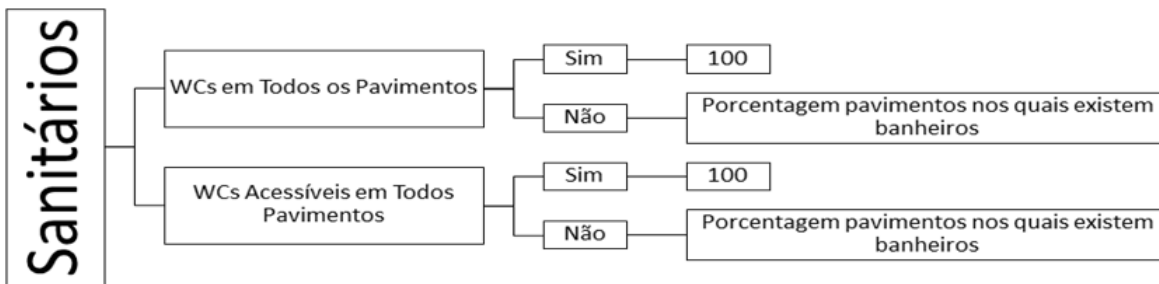 Sanitários
WCs em Todos os Pavimentos
Sim
100
Não
Porcentagem pavimentos nos quais existem
banheiros
WCs Acessíveis em Todos
Pavimentos
Sim
100
Não
Porcentagem pavimentos nos quais existem
banheiros